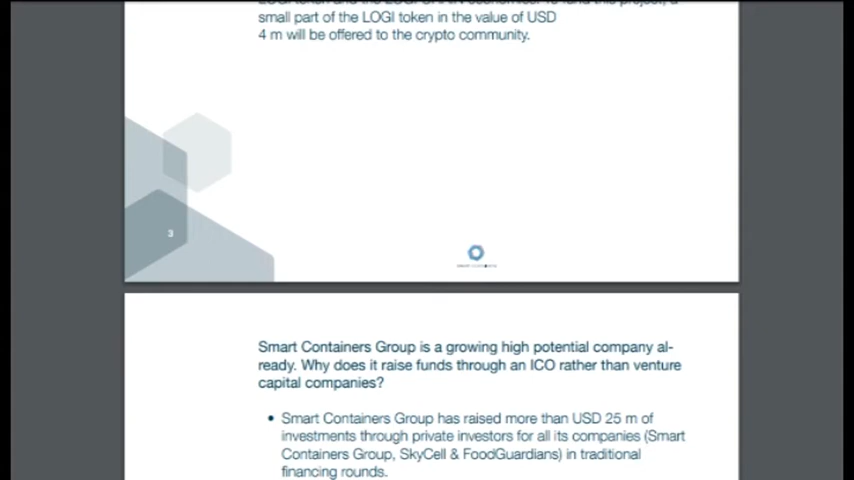 small part of the LOGI token in the value of USD
4 m will be offered to the crypto community.
3
Smart Containers Group is a growing high potential company al-
ready. Why does it raise funds through an ICO rather than venture
capital companies?
• Smart Containers Group has raised more than USD 25 m of
investments through private investors for all its companies (Smart
Containers Group, SkyCell & FoodGuardians) in traditional
financing rounds.